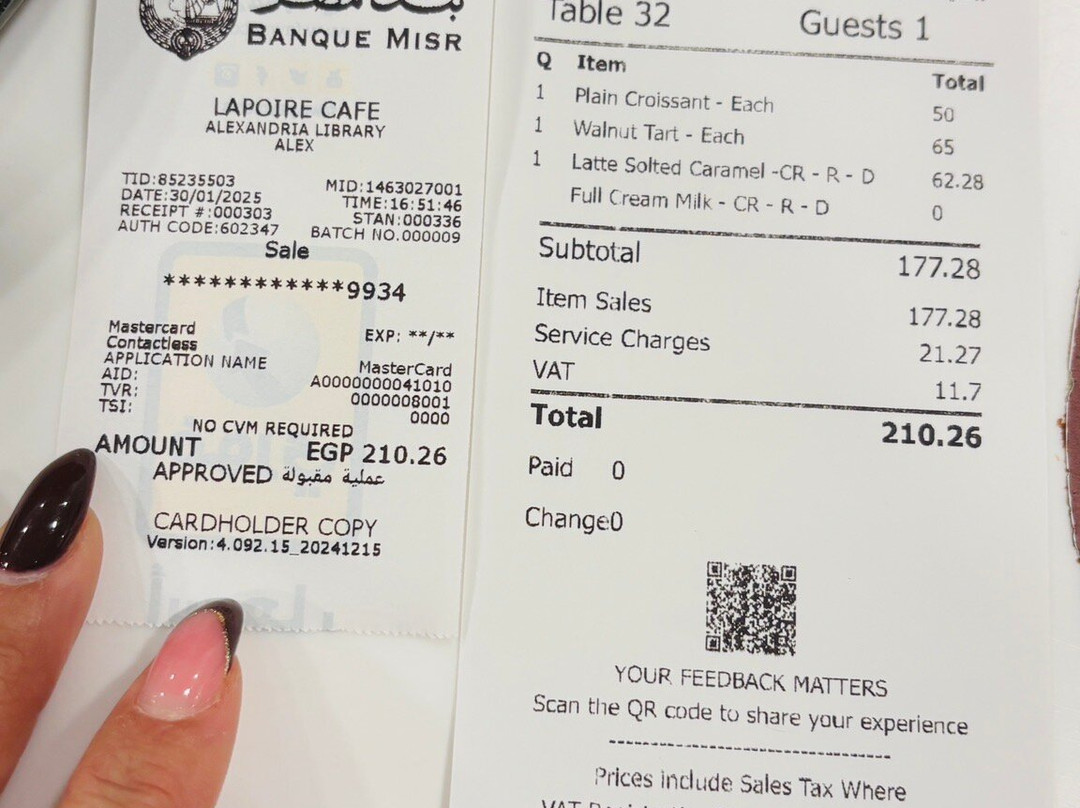 BANQUE MISR
LAPOIRE CAFE
ALEXANDRIA LIBRARY
ALEX
TID:85235503 MID:1463027001
DATE:30/01/2025 TIME:16:51:46
RECEIPT #:000303 STAN:000336
AUTH CODE:602347 BATCH NO.000009
Sale
************9934
Mastercard
Contactless EXP: **/**
APPLICATION NAME MasterCard
AID: A0000000041010
TVR: 0000008001
TSI: 0000
NO CVM REQUIRED
AMOUNT EGP 210.26
APPROVED عملية مقبولة
CARDHOLDER COPY
Version:4.092.15_20241215
Table 32 Guests 1
Q Item Total
1 Plain Croissant - Each 50
1 Walnut Tart - Each 65
1 Latte Solted Caramel -CR - R - D 62.28
Full Cream Milk - CR - R - D 0
Subtotal 177.28
Item Sales 177.28
Service Charges 21.27
VAT 11.7
Total 210.26
Paid 0
Change0
YOUR FEEDBACK MATTERS
Scan the QR code to share your experience
Prices include Sales Tax Where
VAT